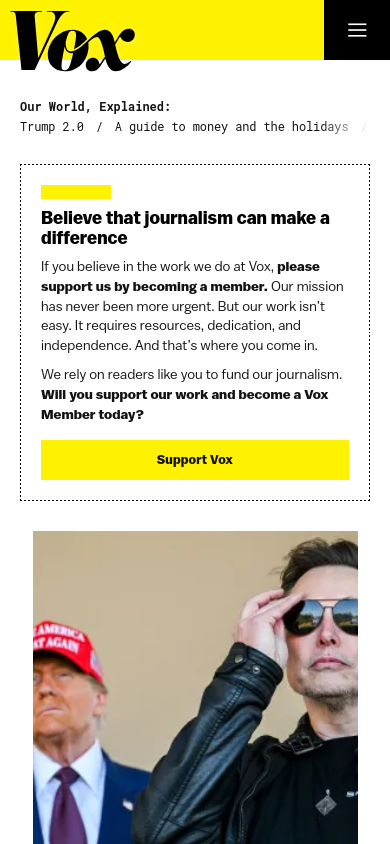 Vox
Our World, Explained:
Trump 2.0 / A guide to money and the holidays /
Believe that journalism can make a
difference
If you believe in the work we do at Vox, please
support us by becoming a member. Our mission
has never been more urgent. But our work isn't
easy. It requires resources, dedication, and
independence. And that's where you come in.
We rely on readers like you to fund our journalism.
Will you support our work and become a Vox
Member today?
Support Vox
AMERICA
AT AGAIN